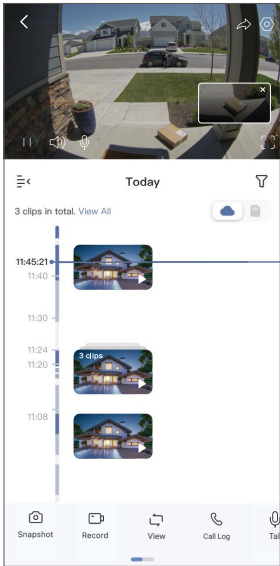 Today
3 clips in total. View All
11:45:21
11:40
11:30
11:24
3 clips
11:20
11:08
Snapshot
Record
View
Call Log
Tal